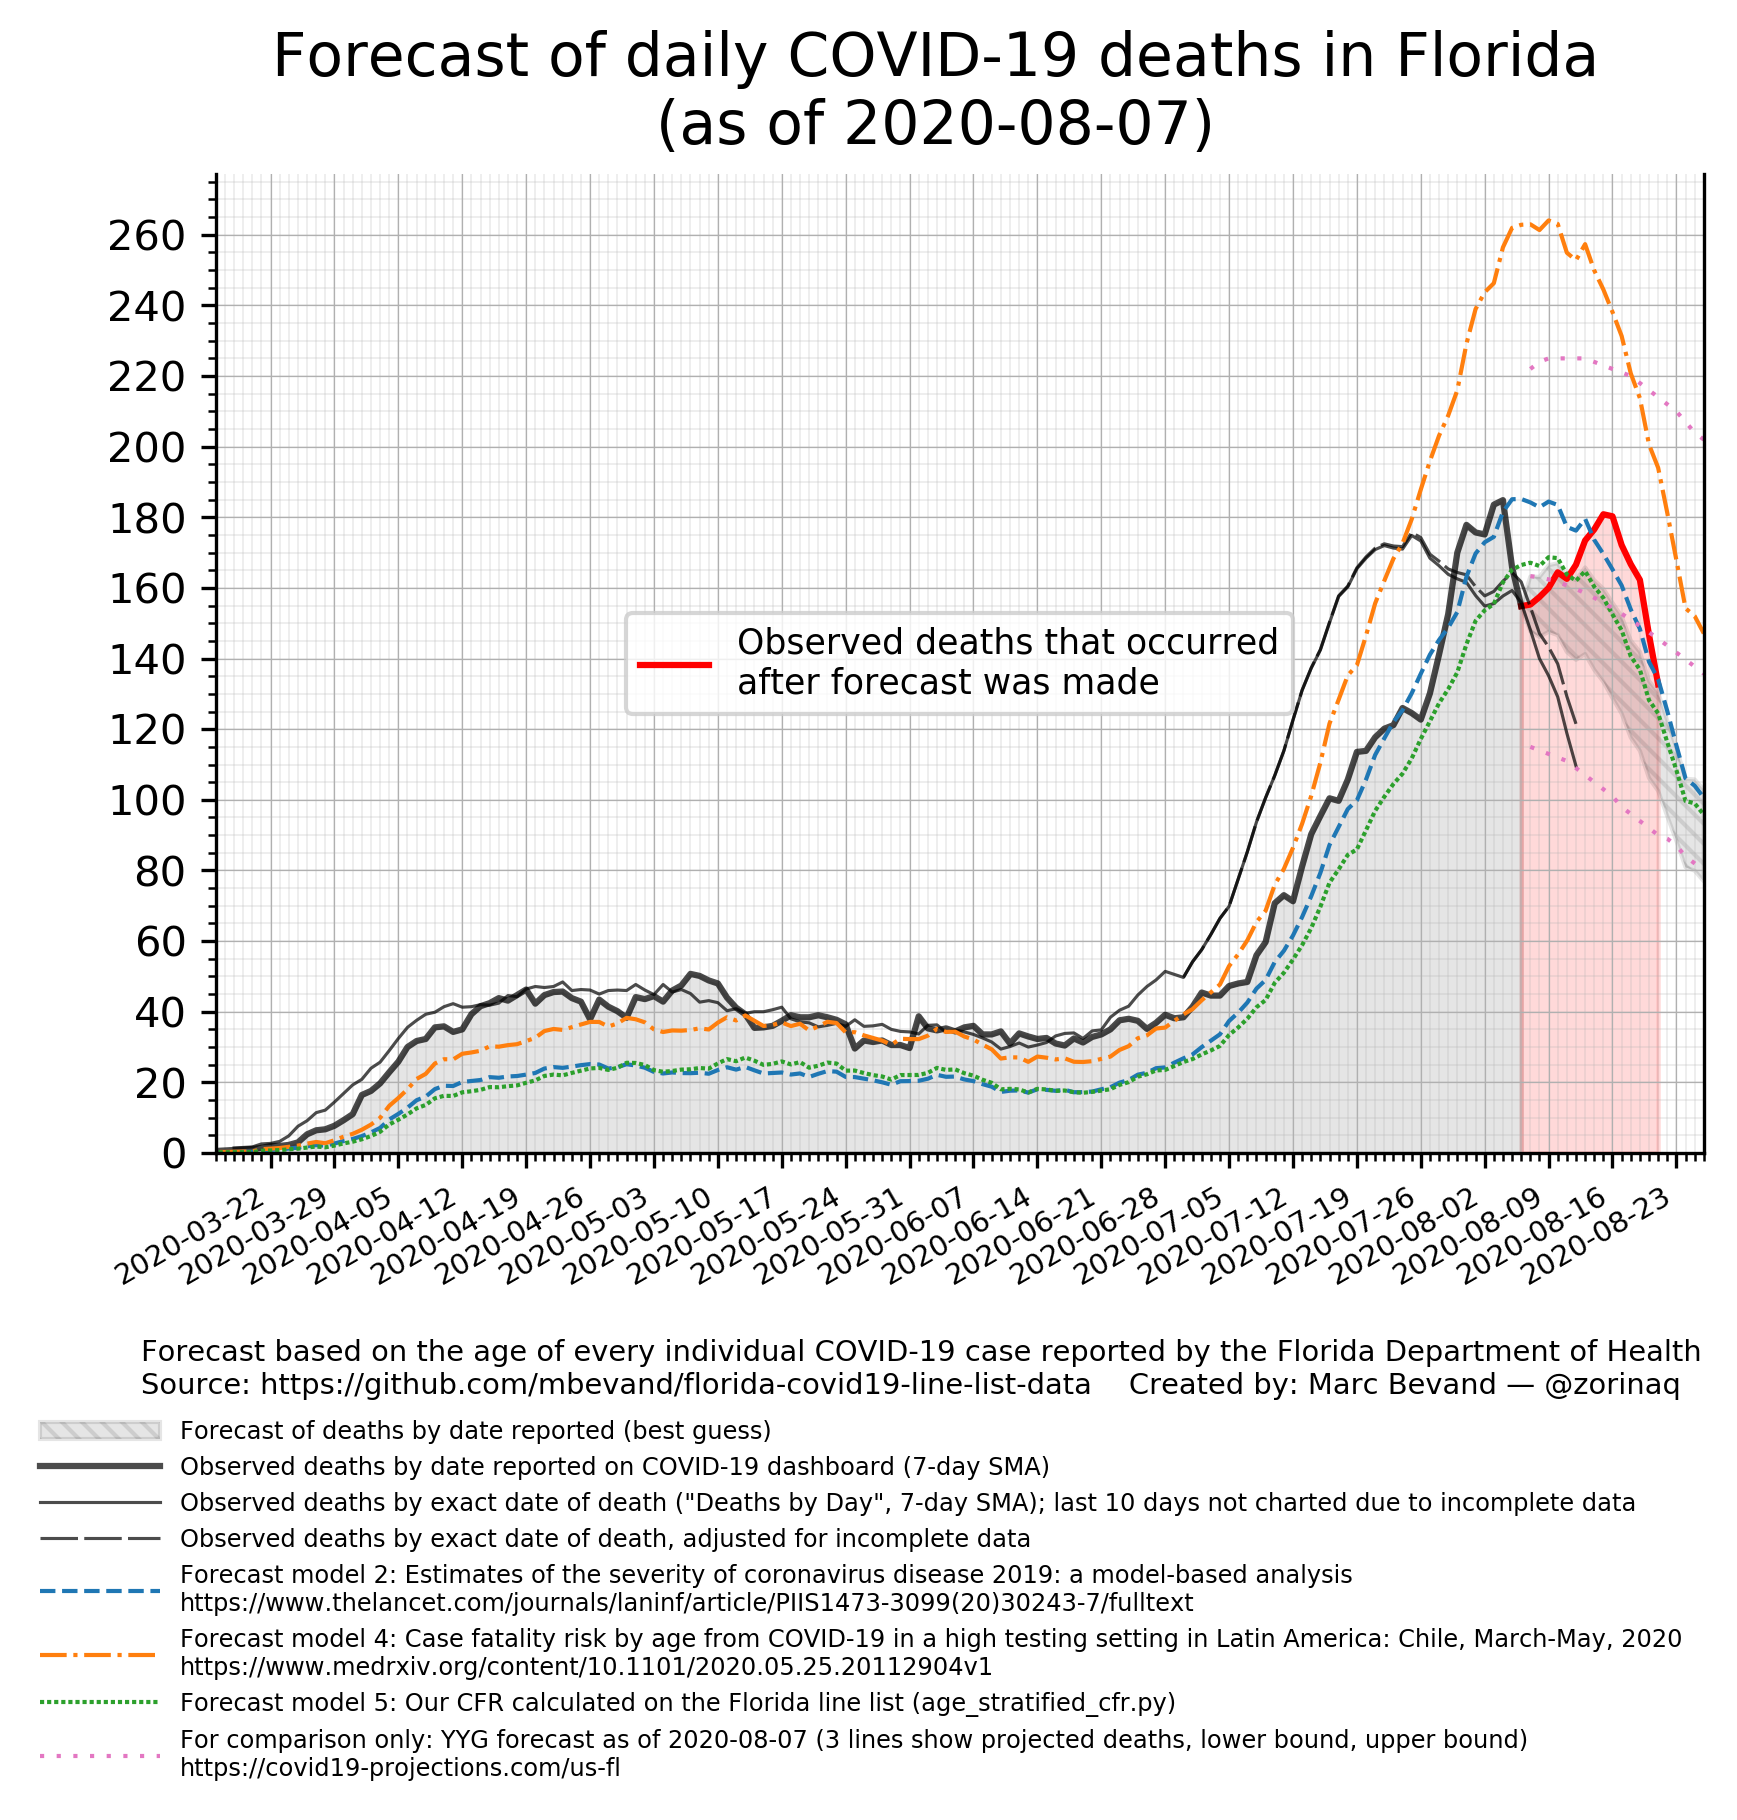 Forecast of daily COVID-19 deaths in Florida
(as of 2020-08-07)
260
240
220
200
180
160
140
120
100
80
60
40
20
0
Observed deaths that occurred
after forecast was made
2020-03-22
2020-03-29
2020-04-05
2020-04-12
2020-04-19
2020-04-26
2020-05-03
2020-05-10
2020-05-17
2020-05-24
2020-05-31
2020-06-07
2020-06-14
2020-06-21
2020-06-28
2020-07-05
2020-07-12
2020-07-19
2020-07-26
2020-08-02
2020-08-09
2020-08-16
2020-08-23
Forecast based on the age of every individual COVID-19 case reported by the Florida Department of Health
Source: https://github.com/mbevand/florida-covid19-line-list-data Created by: Marc Bevand — @zorinaq
Forecast of deaths by date reported (best guess)
Observed deaths by date reported on COVID-19 dashboard (7-day SMA)
Observed deaths by exact date of death ("Deaths by Day", 7-day SMA); last 10 days not charted due to incomplete data
Observed deaths by exact date of death, adjusted for incomplete data
Forecast model 2: Estimates of the severity of coronavirus disease 2019: a model-based analysis
https://www.thelancet.com/journals/laninf/article/PIIS1473-3099(20)30243-7/fulltext
Forecast model 4: Case fatality risk by age from COVID-19 in a high testing setting in Latin America: Chile, March-May, 2020
https://www.medrxiv.org/content/10.1101/2020.05.25.20112904v1
Forecast model 5: Our CFR calculated on the Florida line list (age_stratified_cfr.py)
For comparison only: YYG forecast as of 2020-08-07 (3 lines show projected deaths, lower bound, upper bound)
https://covid19-projections.com/us-fl